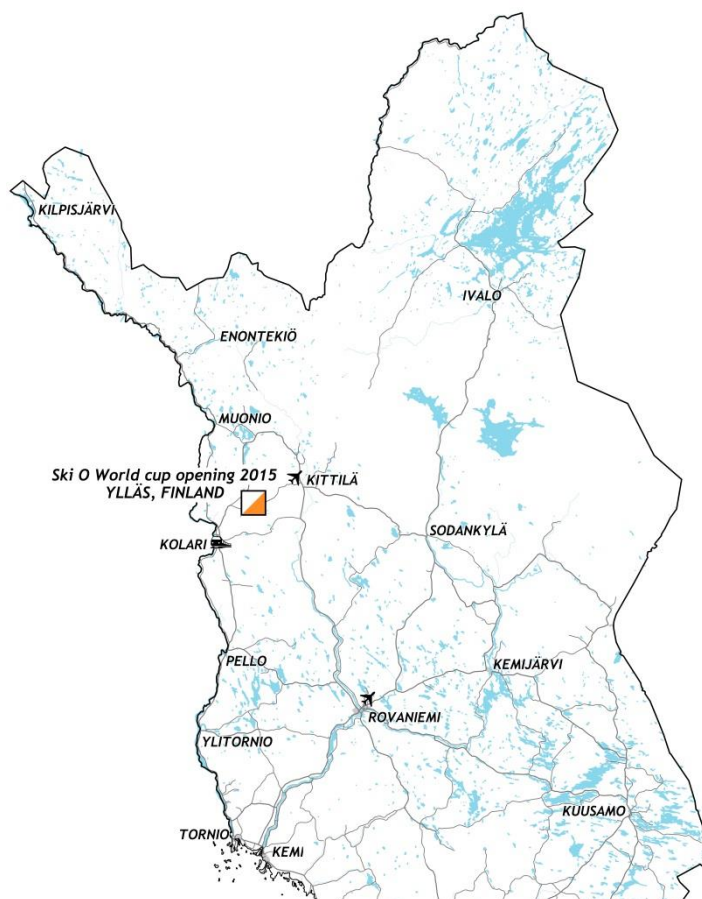 KILPISJÄRVI
IVALO
ENONTEKIÖ
MUONIO
Ski O World cup opening 2015
YLLÄS, FINLAND
KITTILÄ
SODANKYLÄ
KOLARI
PELLO
KEMIJÄRVI
ROVANIEMI
YLITORNIO
KUUSAMO
TORNIO
KEMI